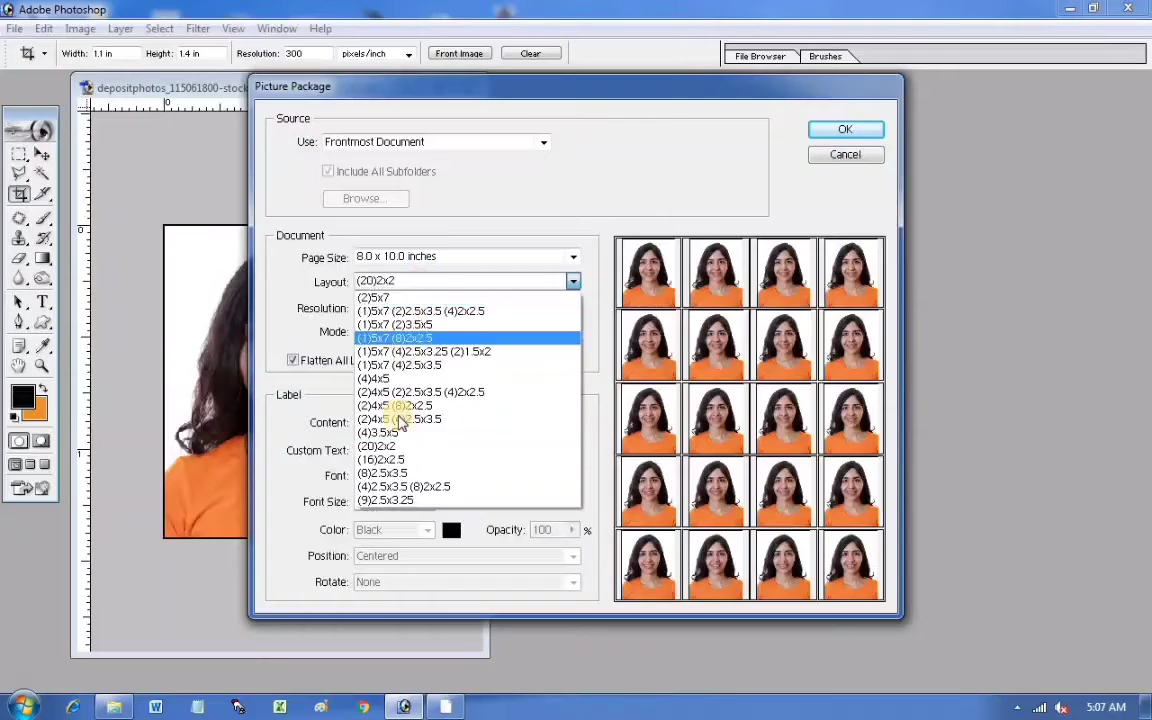 Adobe Photoshop
File Edit Image Layer Select Filter View Window Help
Width: 1.1 in Height: 1.4 in Resolution: 300 pixels/inch Front Image Clear File Browser Brushes
depositphotos_115061800-stock
0
0
1
Picture Package
Source
Use: Frontmost Document
Include All Subfolders
Browse...
OK
Cancel
Document
Page Size: 8.0 x 10.0 inches
Layout: (20)2x2
Resolution:
Mode:
Flatten All L
(2)5x7
(1)5x7 (2)2.5x3.5 (4)2x2.5
(1)5x7 (2)3.5x5
(1)5x7 (8)2x2.5
(1)5x7 (4)2.5x3.25 (2)1.5x2
(1)5x7 (4)2.5x3.5
(4)4x5
(2)4x5 (2)2.5x3.5 (4)2x2.5
(2)4x5 (8)2x2.5
(2)4x5 (4)2.5x3.5
(4)3.5x5
(20)2x2
(16)2x2.5
(8)2.5x3.5
(4)2.5x3.5 (8)2x2.5
(9)2.5x3.25
Label
Content:
Custom Text:
Font:
Font Size:
Color: Black Opacity: 100 %
Position: Centered
Rotate: None
5:07 AM